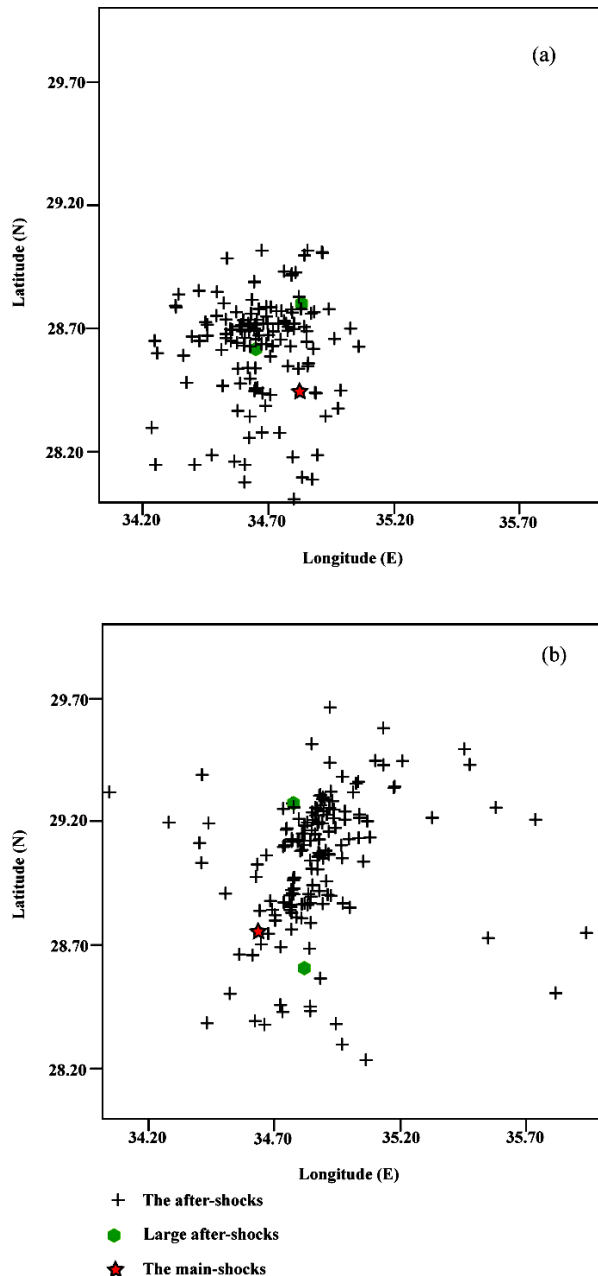 (a)
29.70
29.20
28.70
28.20
Latitude (N)
34.20 34.70 35.20 35.70
Longitude (E)
(b)
29.70
29.20
28.70
28.20
Latitude (N)
34.20 34.70 35.20 35.70
Longitude (E)
The after-shocks
Large after-shocks
The main-shocks